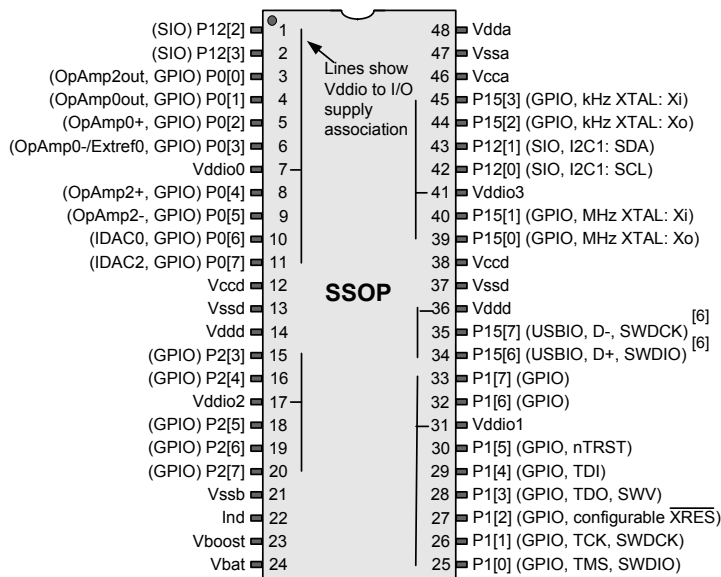 (SIO) P12[2] 1
(SIO) P12[3] 2
(OpAmp2out, GPIO) P0[0] 3
(OpAmp0out, GPIO) P0[1] 4
(OpAmp0+, GPIO) P0[2] 5
(OpAmp0-/Extref0, GPIO) P0[3] 6
Vddio0 7
(OpAmp2+, GPIO) P0[4] 8
(OpAmp2-, GPIO) P0[5] 9
(IDAC0, GPIO) P0[6] 10
(IDAC2, GPIO) P0[7] 11
Vccd 12
Vssd 13
Vddd 14
(GPIO) P2[3] 15
(GPIO) P2[4] 16
Vddio2 17
(GPIO) P2[5] 18
(GPIO) P2[6] 19
(GPIO) P2[7] 20
Vssb 21
Ind 22
Vboost 23
Vbat 24
Lines show
Vddio to I/O
supply
association
SSOP
48 Vdda
47 Vssa
46 Vcca
45 P15[3] (GPIO, kHz XTAL: Xi)
44 P15[2] (GPIO, kHz XTAL: Xo)
43 P12[1] (SIO, I2C1: SDA)
42 P12[0] (SIO, I2C1: SCL)
41 Vddio3
40 P15[1] (GPIO, MHz XTAL: Xi)
39 P15[0] (GPIO, MHz XTAL: Xo)
38 Vccd
37 Vssd
36 Vddd
35 P15[7] (USBIO, D-, SWDCK) [6]
34 P15[6] (USBIO, D+, SWDIO) [6]
33 P1[7] (GPIO)
32 P1[6] (GPIO)
31 Vddio1
30 P1[5] (GPIO, nTRST)
29 P1[4] (GPIO, TDI)
28 P1[3] (GPIO, TDO, SWV)
27 P1[2] (GPIO, configurable XRES)
26 P1[1] (GPIO, TCK, SWDCK)
25 P1[0] (GPIO, TMS, SWDIO)